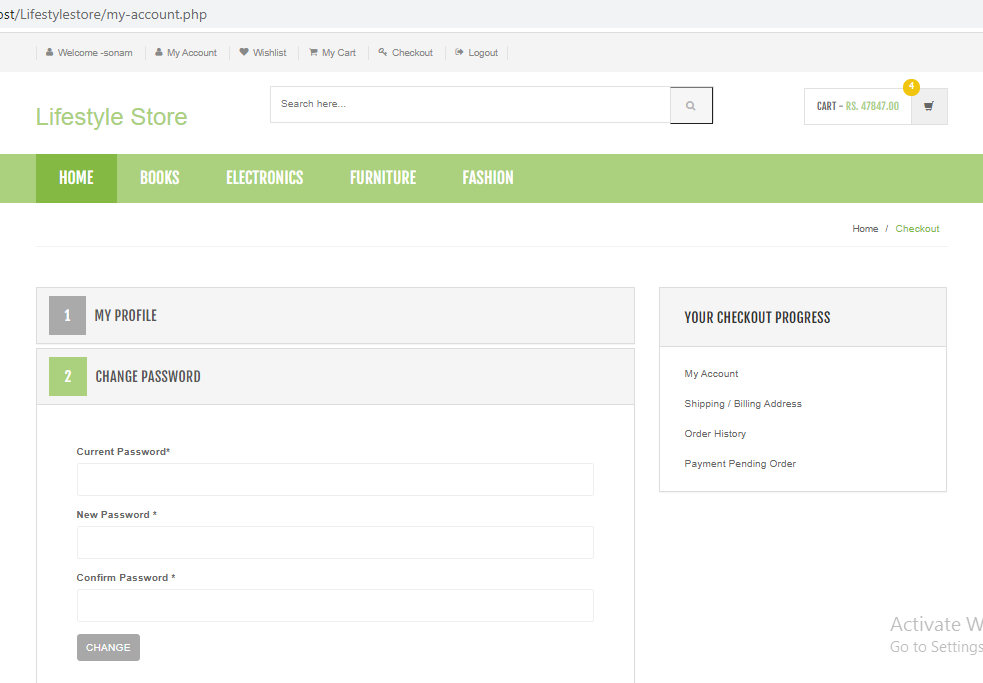 ost/Lifestylestore/my-account.php
Welcome -sonam My Account Wishlist My Cart Checkout Logout
Lifestyle Store
Search here...
4
CART - RS. 47847.00
HOME BOOKS ELECTRONICS FURNITURE FASHION
Home / Checkout
1 MY PROFILE
2 CHANGE PASSWORD
Current Password*
New Password *
Confirm Password *
CHANGE
YOUR CHECKOUT PROGRESS
My Account
Shipping / Billing Address
Order History
Payment Pending Order
Activate W
Go to Settings